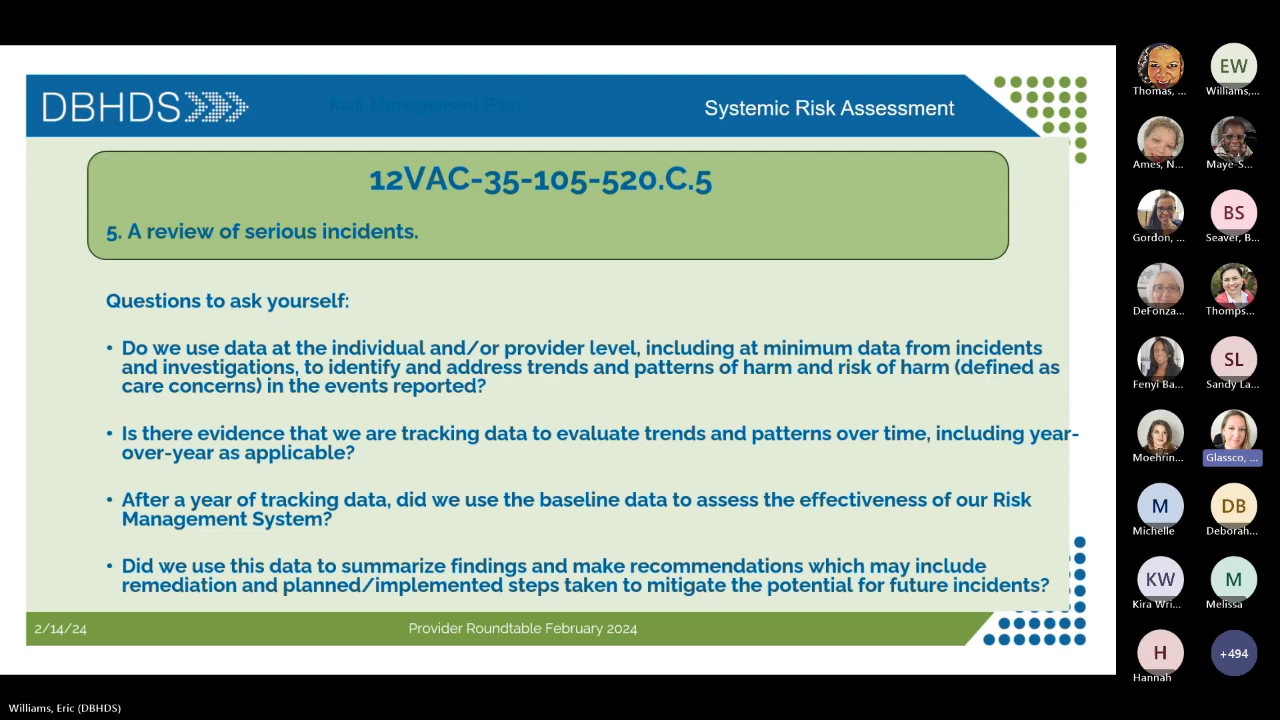 DBHDS
Risk Management Plan
Systemic Risk Assessment
12VAC-35-105-520.C.5
5. A review of serious incidents.
Questions to ask yourself:
• Do we use data at the individual and/or provider level, including at minimum data from incidents
and investigations, to identify and address trends and patterns of harm and risk of harm (defined as
care concerns) in the events reported?
• Is there evidence that we are tracking data to evaluate trends and patterns over time, including year-
over-year as applicable?
• After a year of tracking data, did we use the baseline data to assess the effectiveness of our Risk
Management System?
• Did we use this data to summarize findings and make recommendations which may include
remediation and planned/implemented steps taken to mitigate the potential for future incidents?
2/14/24
Provider Roundtable February 2024
Thomas, ...
EW
Williams,...
Ames, N...
Maye-S...
Gordon, ...
BS
Seaver, B...
DeFonza...
Thomps...
Fenyi Ba...
SL
Sandy La...
Moehrin...
Glassco, ...
M
Michelle
DB
Deborah...
KW
Kira Wri...
M
Melissa
H
Hannah
+494
Williams, Eric (DBHDS)